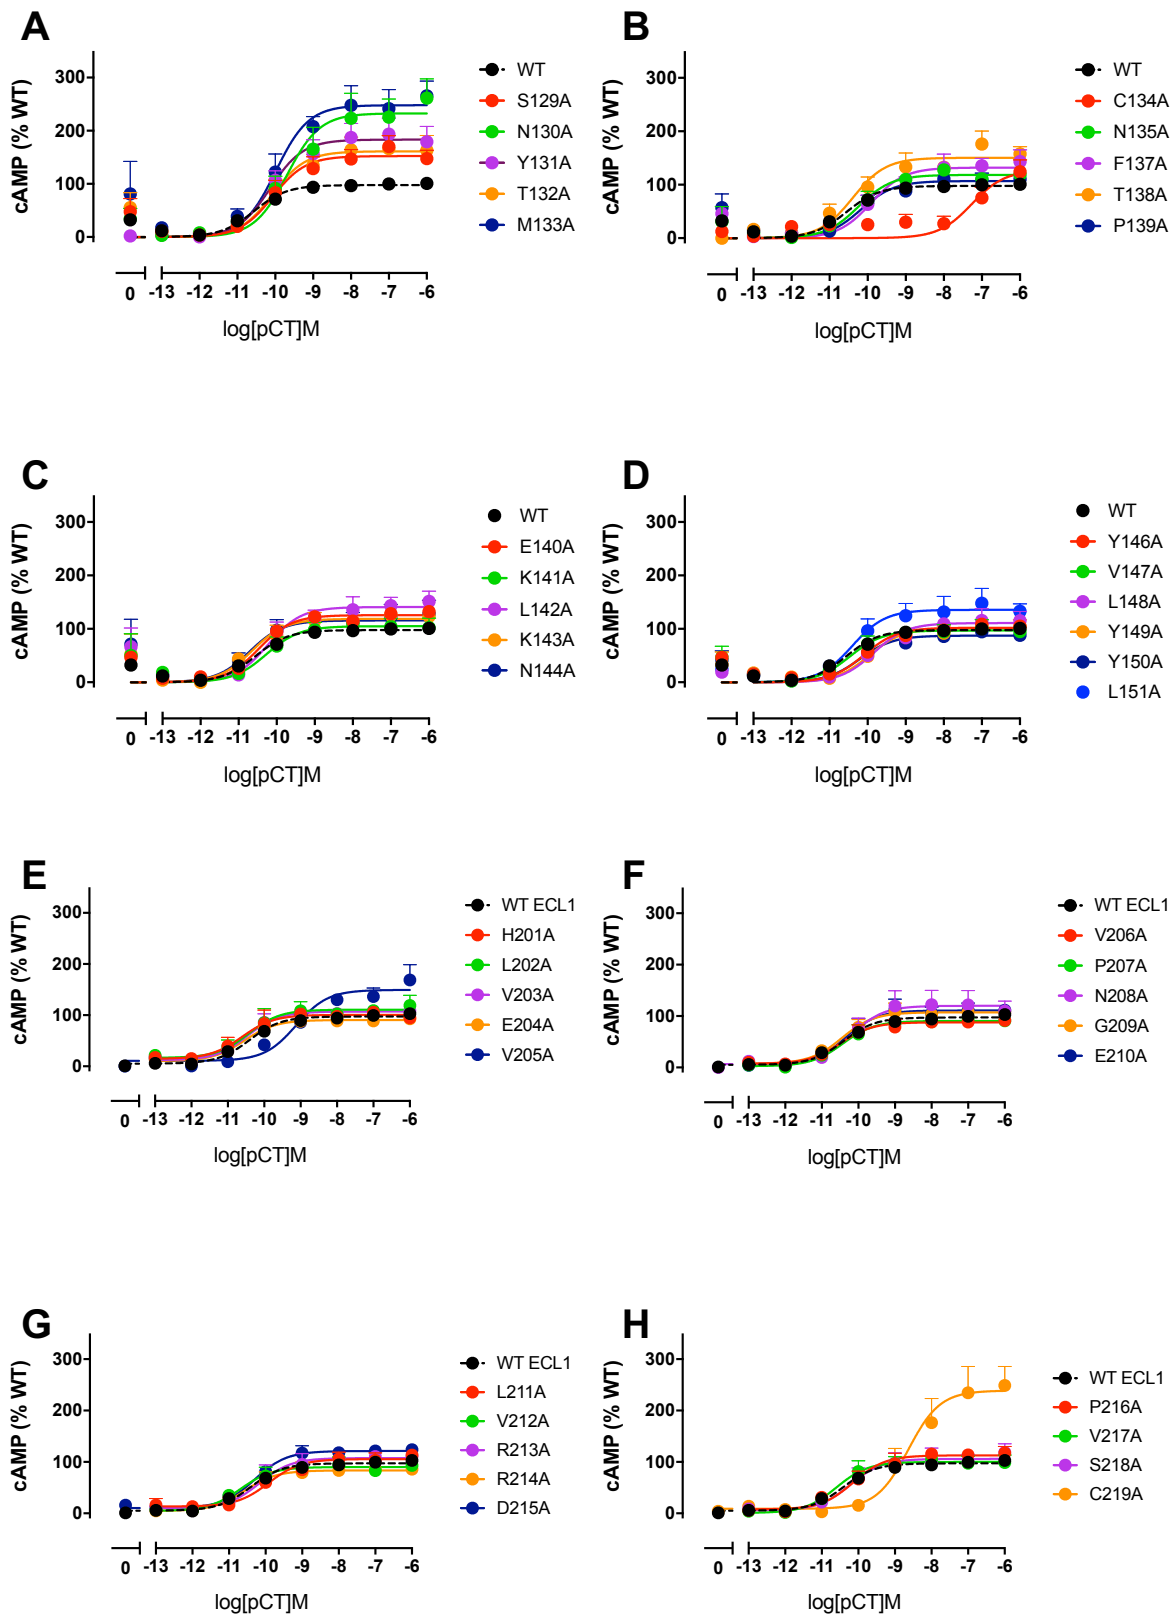 A
cAMP (% WT)
300
200
100
0
0 -13 -12 -11 -10 -9 -8 -7 -6
log[pCT]M
WT
S129A
N130A
Y131A
T132A
M133A
B
cAMP (% WT)
300
200
100
0
0 -13 -12 -11 -10 -9 -8 -7 -6
log[pCT]M
WT
C134A
N135A
F137A
T138A
P139A
C
cAMP (% WT)
300
200
100
0
0 -13 -12 -11 -10 -9 -8 -7 -6
log[pCT]M
WT
E140A
K141A
L142A
K143A
N144A
D
cAMP (% WT)
300
200
100
0
0 -13 -12 -11 -10 -9 -8 -7 -6
log[pCT]M
WT
Y146A
V147A
L148A
Y149A
Y150A
L151A
E
cAMP (% WT)
300
200
100
0
0 -13 -12 -11 -10 -9 -8 -7 -6
log[pCT]M
WT ECL1
H201A
L202A
V203A
E204A
V205A
F
cAMP (% WT)
300
200
100
0
0 -13 -12 -11 -10 -9 -8 -7 -6
log[pCT]M
WT ECL1
V206A
P207A
N208A
G209A
E210A
G
cAMP (% WT)
300
200
100
0
0 -13 -12 -11 -10 -9 -8 -7 -6
log[pCT]M
WT ECL1
L211A
V212A
R213A
R214A
D215A
H
cAMP (% WT)
300
200
100
0
0 -13 -12 -11 -10 -9 -8 -7 -6
log[pCT]M
WT ECL1
P216A
V217A
S218A
C219A